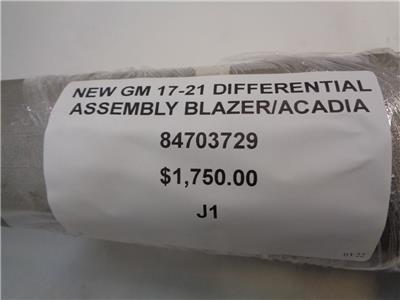 NEW GM 17-21 DIFFERENTIAL
ASSEMBLY BLAZER/ACADIA
84703729
$1,750.00
J1